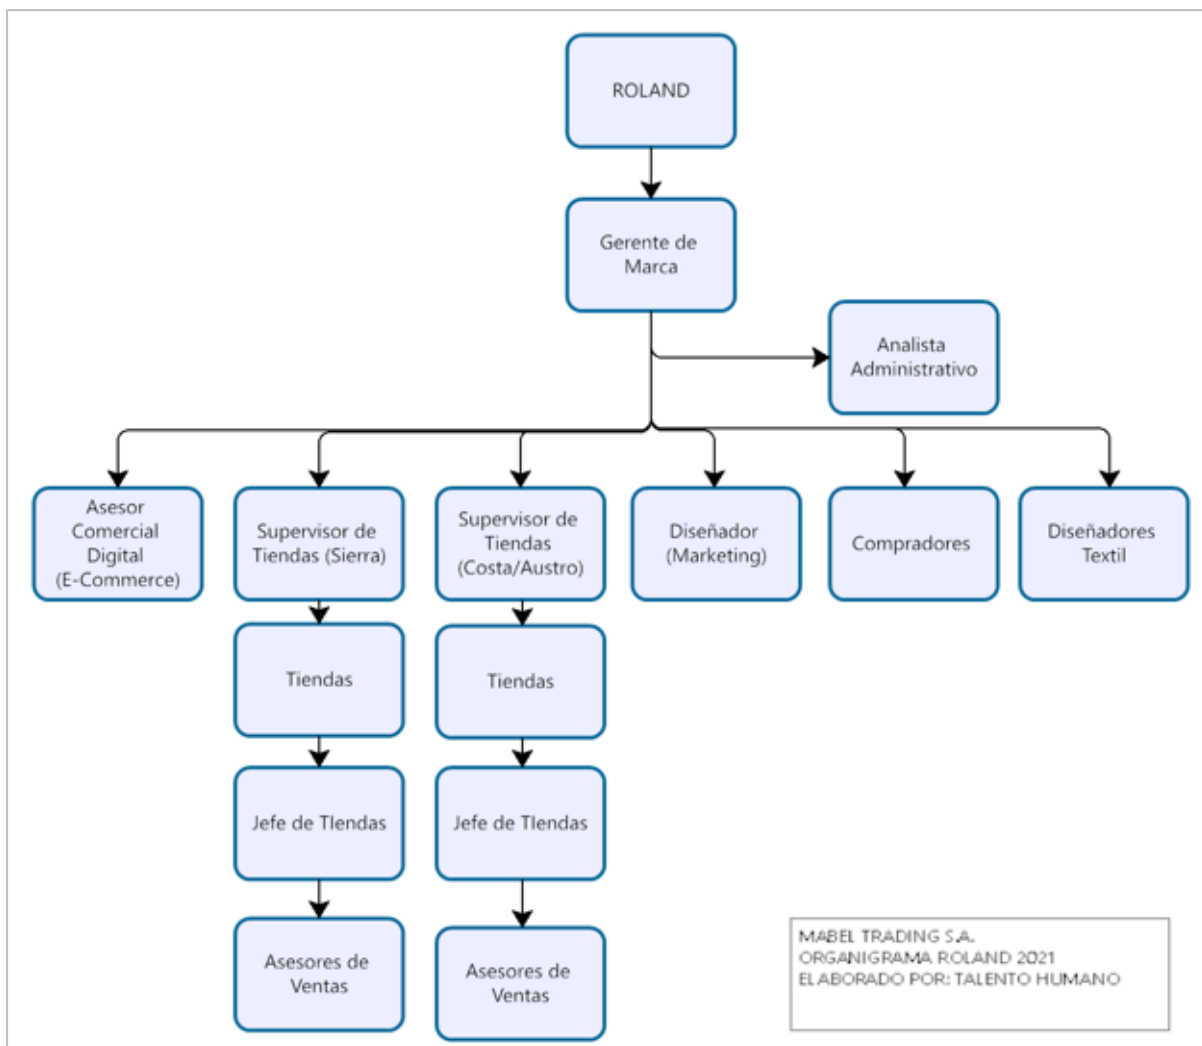 ROLAND
Gerente de
Marca
Analista
Administrativo
Asesor
Comercial
Digital
(E-Commerce)
Supervisor de
Tiendas (Sierra)
Supervisor de
Tiendas
(Costa/Austro)
Diseñador
(Marketing)
Compradores
Diseñadores
Textil
Tiendas
Tiendas
Jefe de TIendas
Jefe de TIendas
Asesores de
Ventas
Asesores de
Ventas
MABEL TRADING S.A.
ORGANIGRAMA ROLAND 2021
ELABORADO POR: TALENTO HUMANO